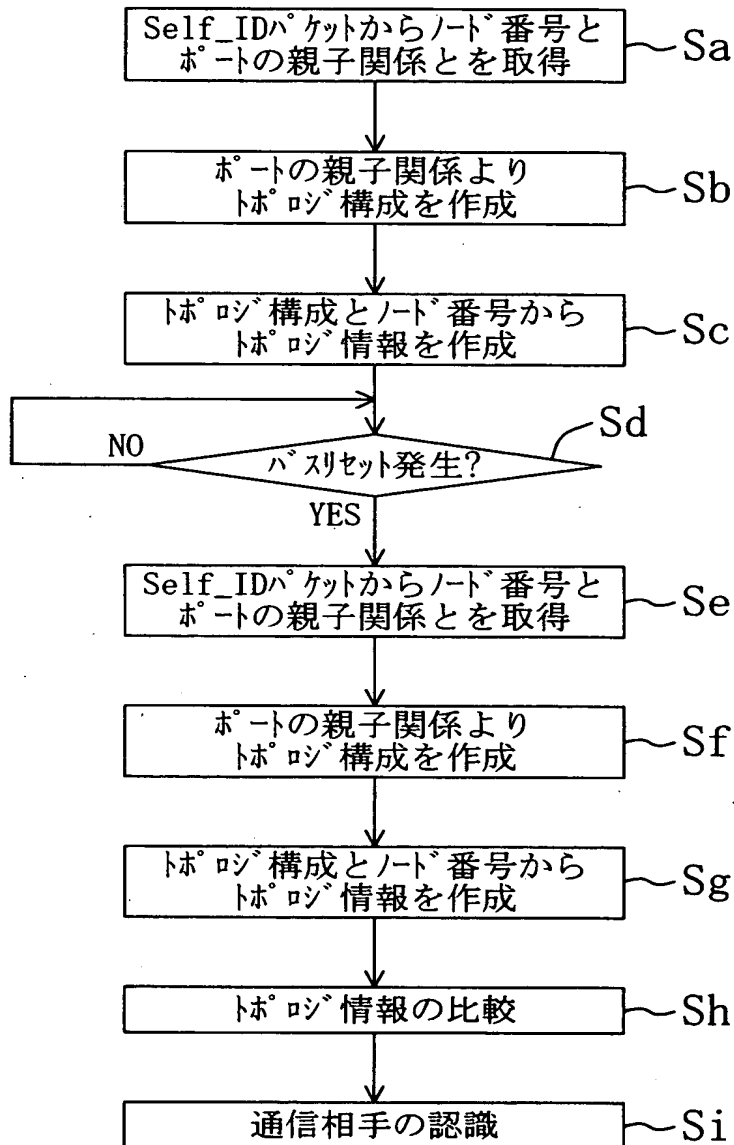 Self_IDﾊﾟｹｯﾄからﾉｰﾄﾞ番号と
ﾎﾟｰﾄの親子関係とを取得
Sa
ﾎﾟｰﾄの親子関係より
ﾄﾎﾟﾛｼﾞ構成を作成
Sb
ﾄﾎﾟﾛｼﾞ構成とﾉｰﾄﾞ番号から
ﾄﾎﾟﾛｼﾞ情報を作成
Sc
Sd
NO
ﾊﾞｽﾘｾｯﾄ発生?
YES
Self_IDﾊﾟｹｯﾄからﾉｰﾄﾞ番号と
ﾎﾟｰﾄの親子関係とを取得
Se
ﾎﾟｰﾄの親子関係より
ﾄﾎﾟﾛｼﾞ構成を作成
Sf
ﾄﾎﾟﾛｼﾞ構成とﾉｰﾄﾞ番号から
ﾄﾎﾟﾛｼﾞ情報を作成
Sg
ﾄﾎﾟﾛｼﾞ情報の比較
Sh
通信相手の認識
Si